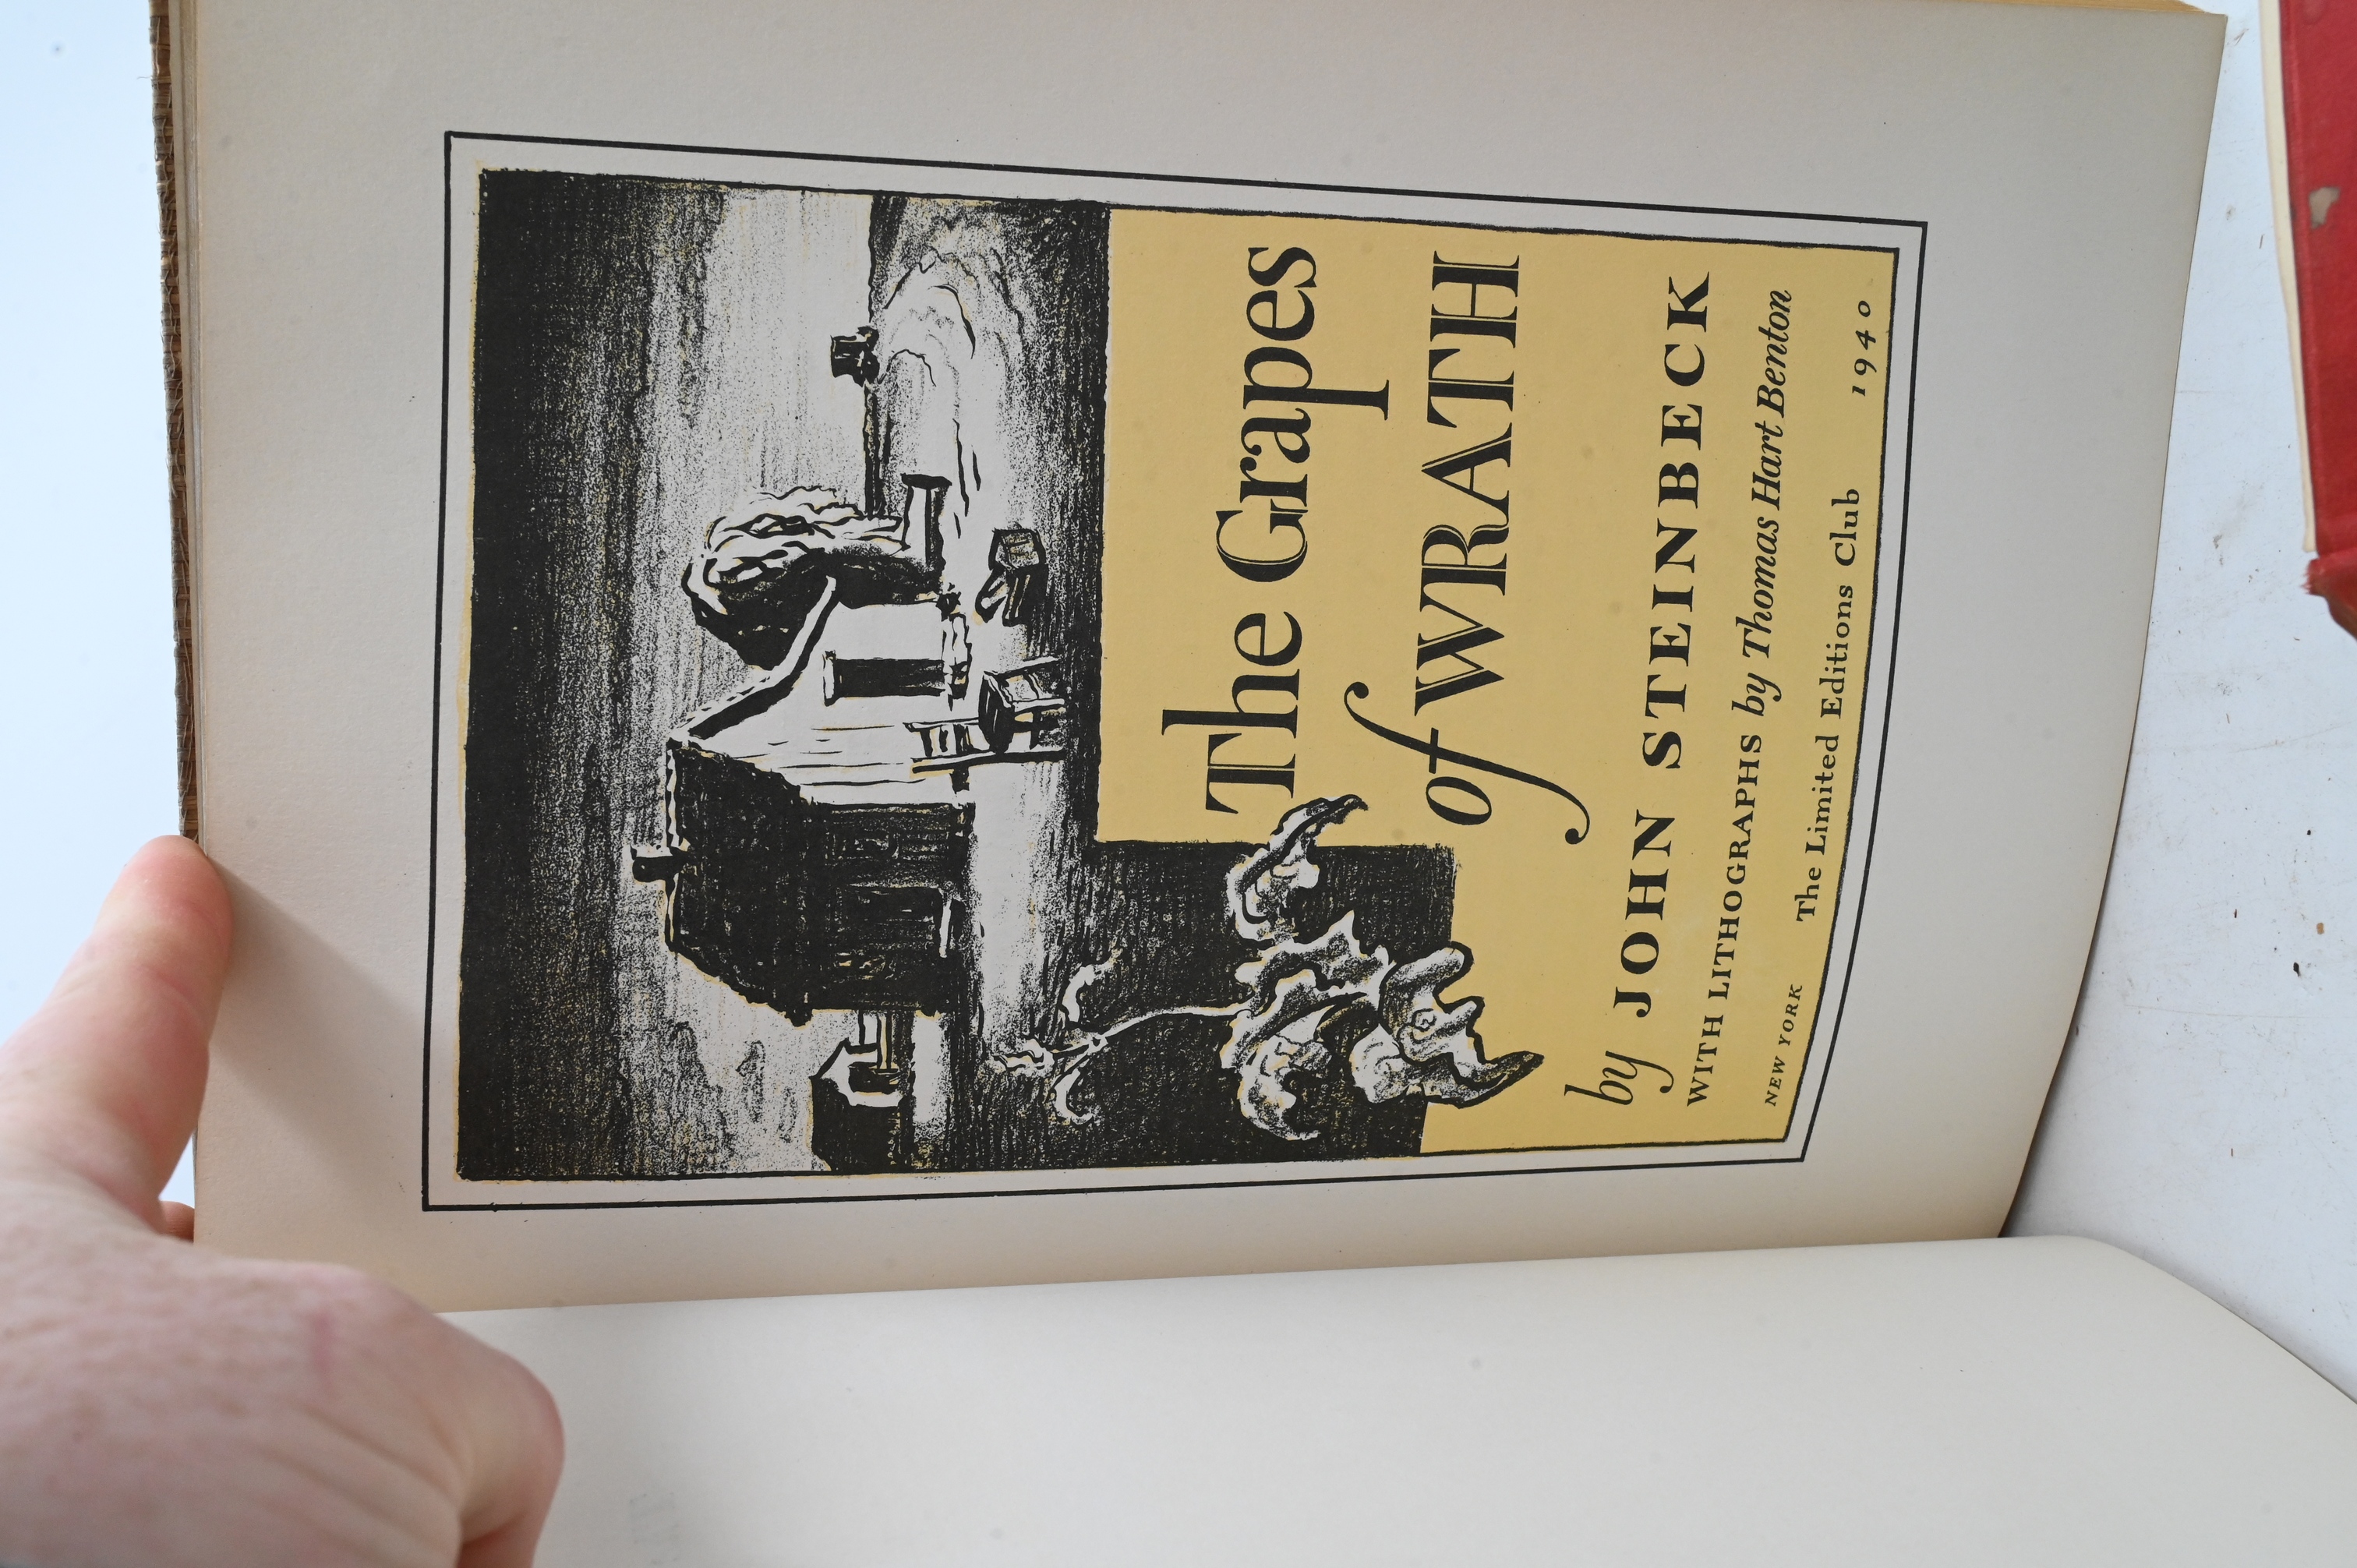 The Grapes
of WRATH
by JOHN STEINBECK
WITH LITHOGRAPHS by Thomas Hart Benton
NEW YORK The Limited Editions Club 1940